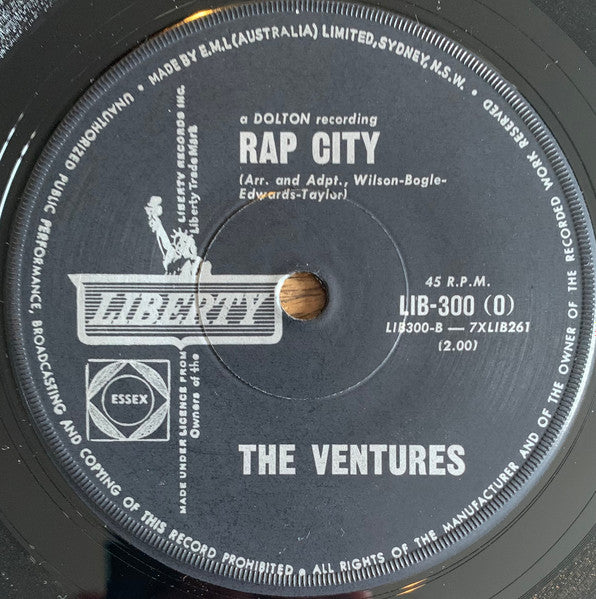 MADE BY E.M.I. (AUSTRALIA) LIMITED, SYDNEY, N.S.W. •
UNAUTHORIZED PUBLIC PERFORMANCE, BROADCASTING AND COPYING OF THIS RECORD PROHIBITED • ALL RIGHTS OF THE MANUFACTURER AND OF THE OWNER OF THE RECORDED WORK RESERVED
a DOLTON recording
RAP CITY
(Arr. and Adpt., Wilson-Bogle-
Edwards-Taylor)
LIBERTY RECORDS INC.
Liberty Trade Mark
LIBERTY
45 R.P.M.
LIB-300 (O)
LIB300-B — 7XLIB261
(2.00)
ESSEX
MADE UNDER LICENCE FROM
Owners of the
THE VENTURES